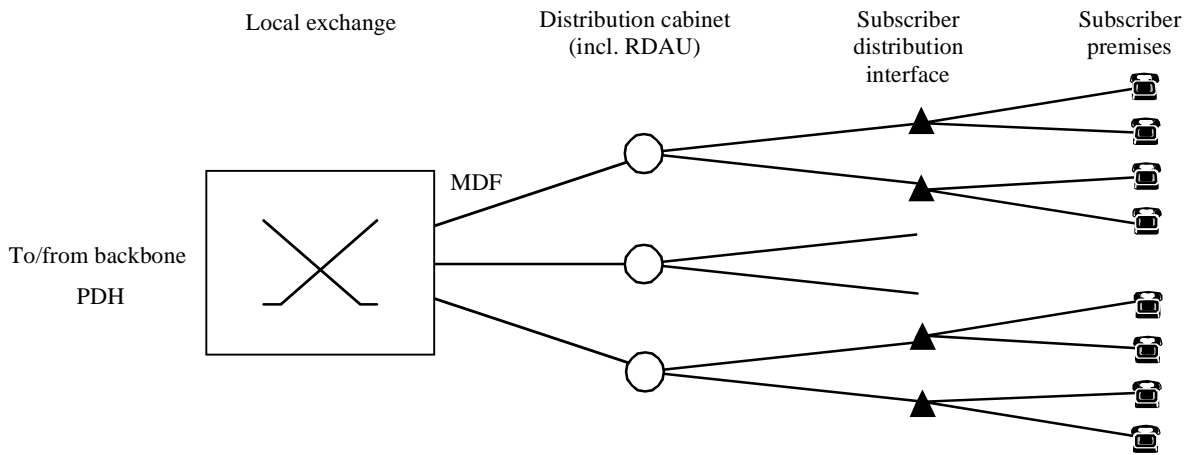 Local exchange
Distribution cabinet
(incl. RDAU)
Subscriber
distribution
interface
Subscriber
premises
MDF
To/from backbone
PDH